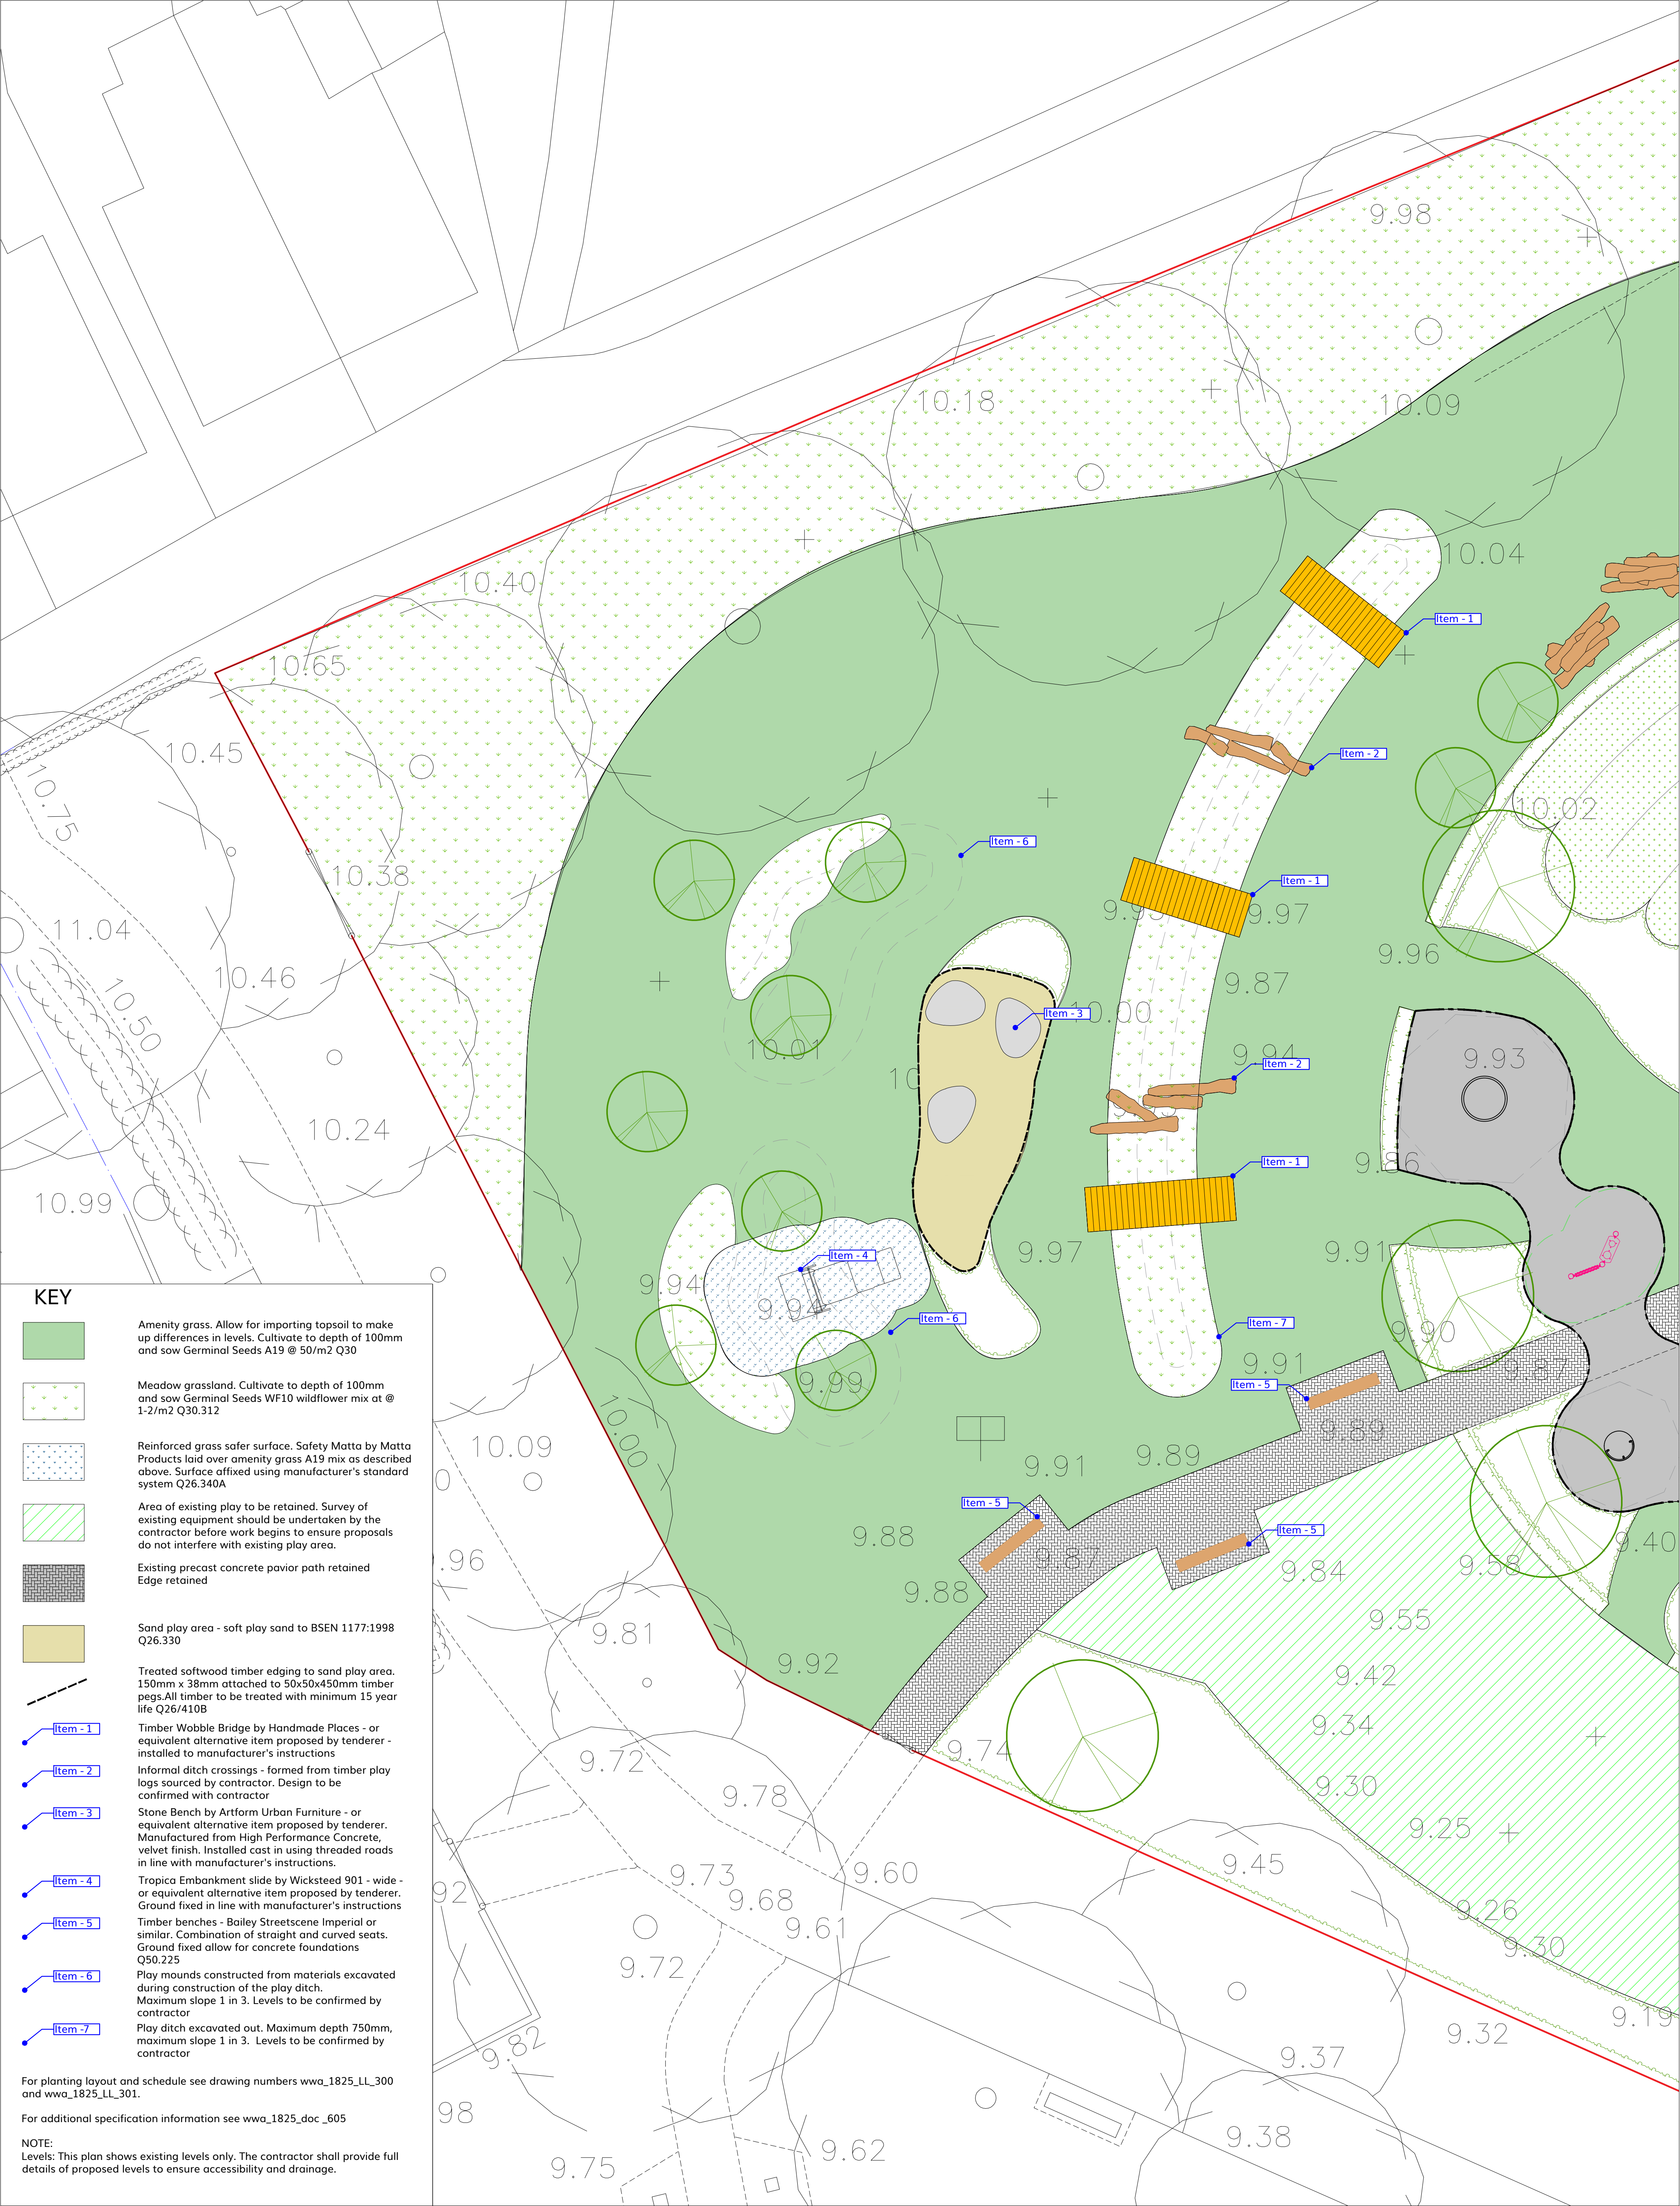 9.98
10.18
10.09
10.04
10.40
Item - 1
10.65
10.45
Item - 2
10.75
10.02
Item - 6
10.38
Item - 1
9.97
11.04
9.96
10.46
9.87
10.50
Item - 3
10.01
9.94
9.93
Item - 2
10.24
Item - 1
9.86
10.99
9.97
9.91
Item - 4
9.94
9.94
Item - 6
Item - 7
9.90
9.91
9.87
9.99
Item - 5
9.89
10.00
10.09
9.89
9.91
Item - 5
9.88
Item - 5
9.87
9.84
9.58
9.40
9.88
9.55
9.81
9.92
9.42
9.34
9.74
9.72
9.30
9.78
9.25
9.45
9.73
9.60
9.68
9.61
9.26
9.30
9.72
9.19
9.32
9.82
9.37
9.38
9.62
9.75
KEY
Amenity grass. Allow for importing topsoil to make
up differences in levels. Cultivate to depth of 100mm
and sow Germinal Seeds A19 @ 50/m2 Q30
Meadow grassland. Cultivate to depth of 100mm
and sow Germinal Seeds WF10 wildflower mix at @
1-2/m2 Q30.312
Reinforced grass safer surface. Safety Matta by Matta
Products laid over amenity grass A19 mix as described
above. Surface affixed using manufacturer's standard
system Q26.340A
Area of existing play to be retained. Survey of
existing equipment should be undertaken by the
contractor before work begins to ensure proposals
do not interfere with existing play area.
Existing precast concrete pavior path retained
Edge retained
Sand play area - soft play sand to BSEN 1177:1998
Q26.330
Treated softwood timber edging to sand play area.
150mm x 38mm attached to 50x50x450mm timber
pegs.All timber to be treated with minimum 15 year
life Q26/410B
Item - 1
Timber Wobble Bridge by Handmade Places - or
equivalent alternative item proposed by tenderer -
installed to manufacturer's instructions
Item - 2
Informal ditch crossings - formed from timber play
logs sourced by contractor. Design to be
confirmed with contractor
Item - 3
Stone Bench by Artform Urban Furniture - or
equivalent alternative item proposed by tenderer.
Manufactured from High Performance Concrete,
velvet finish. Installed cast in using threaded roads
in line with manufacturer's instructions.
Item - 4
Tropica Embankment slide by Wicksteed 901 - wide -
or equivalent alternative item proposed by tenderer.
Ground fixed in line with manufacturer's instructions
Item - 5
Timber benches - Bailey Streetscene Imperial or
similar. Combination of straight and curved seats.
Ground fixed allow for concrete foundations
Q50.225
Item - 6
Play mounds constructed from materials excavated
during construction of the play ditch.
Maximum slope 1 in 3. Levels to be confirmed by
contractor
Item -7
Play ditch excavated out. Maximum depth 750mm,
maximum slope 1 in 3. Levels to be confirmed by
contractor
For planting layout and schedule see drawing numbers wwa_1825_LL_300
and wwa_1825_LL_301.
For additional specification information see wwa_1825_doc _605
NOTE:
Levels: This plan shows existing levels only. The contractor shall provide full
details of proposed levels to ensure accessibility and drainage.